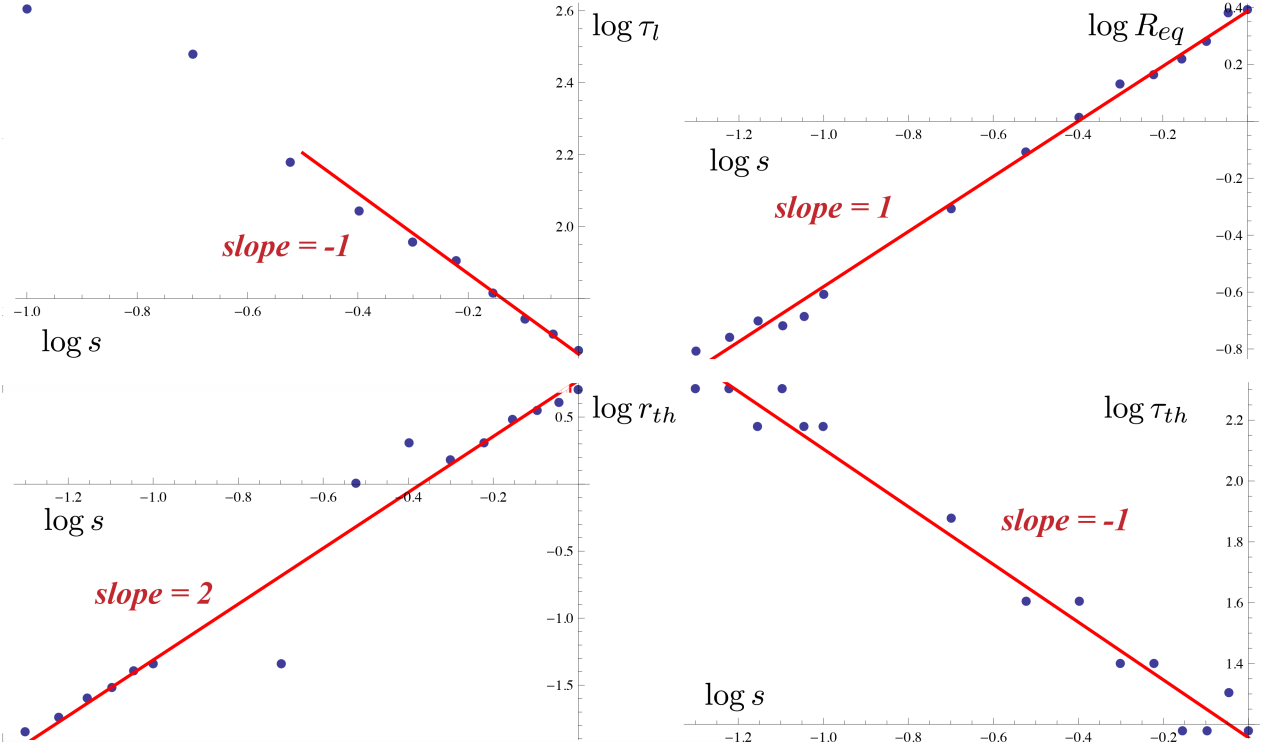 2.6
log τ_l
2.4
2.2
2.0
slope = -1
−1.0 −0.8 −0.6 −0.4 −0.2
log s
0.4
log R_eq
0.2
−1.2 −1.0 −0.8 −0.6 −0.4 −0.2
log s
−0.2
slope = 1
−0.4
−0.6
−0.8
log r_th
0.5
−1.2 −1.0 −0.8 −0.6 −0.4 −0.2
log s
−0.5
slope = 2
−1.0
−1.5
log τ_th
2.2
2.0
slope = -1
1.8
1.6
1.4
log s
−1.2 −1.0 −0.8 −0.6 −0.4 −0.2